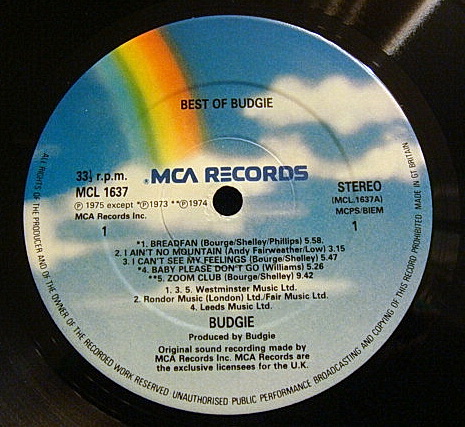 BEST OF BUDGIE
33⅓ r.p.m.
MCA RECORDS
MCL 1637
STEREO
(MCL.1637A)
Ⓟ 1975 except *Ⓟ1973 **Ⓟ1974
MCPS/BIEM
MCA Records Inc.
1
1
*1. BREADFAN (Bourge/Shelley/Phillips) 5.58.
2. I AIN'T NO MOUNTAIN (Andy Fairweather/Low) 3.15
3. I CAN'T SEE MY FEELINGS (Bourge/Shelley) 5.47
*4. BABY PLEASE DON'T GO (Williams) 5.26
**5. ZOOM CLUB (Bourge/Shelley) 9.42
1. 3. 5. Westminster Music Ltd.
2. Rondor Music (London) Ltd./Fair Music Ltd.
4. Leeds Music Ltd.
BUDGIE
Produced by Budgie
Original sound recording made by
MCA Records Inc. MCA Records are
the exclusive licensees for the U.K.
ALL RIGHTS OF THE PRODUCER AND OF THE OWNER OF THE RECORDED WORK RESERVED. UNAUTHORISED PUBLIC PERFORMANCE BROADCASTING AND COPYING OF THIS RECORD PROHIBITED. MADE IN GT. BRITAIN.